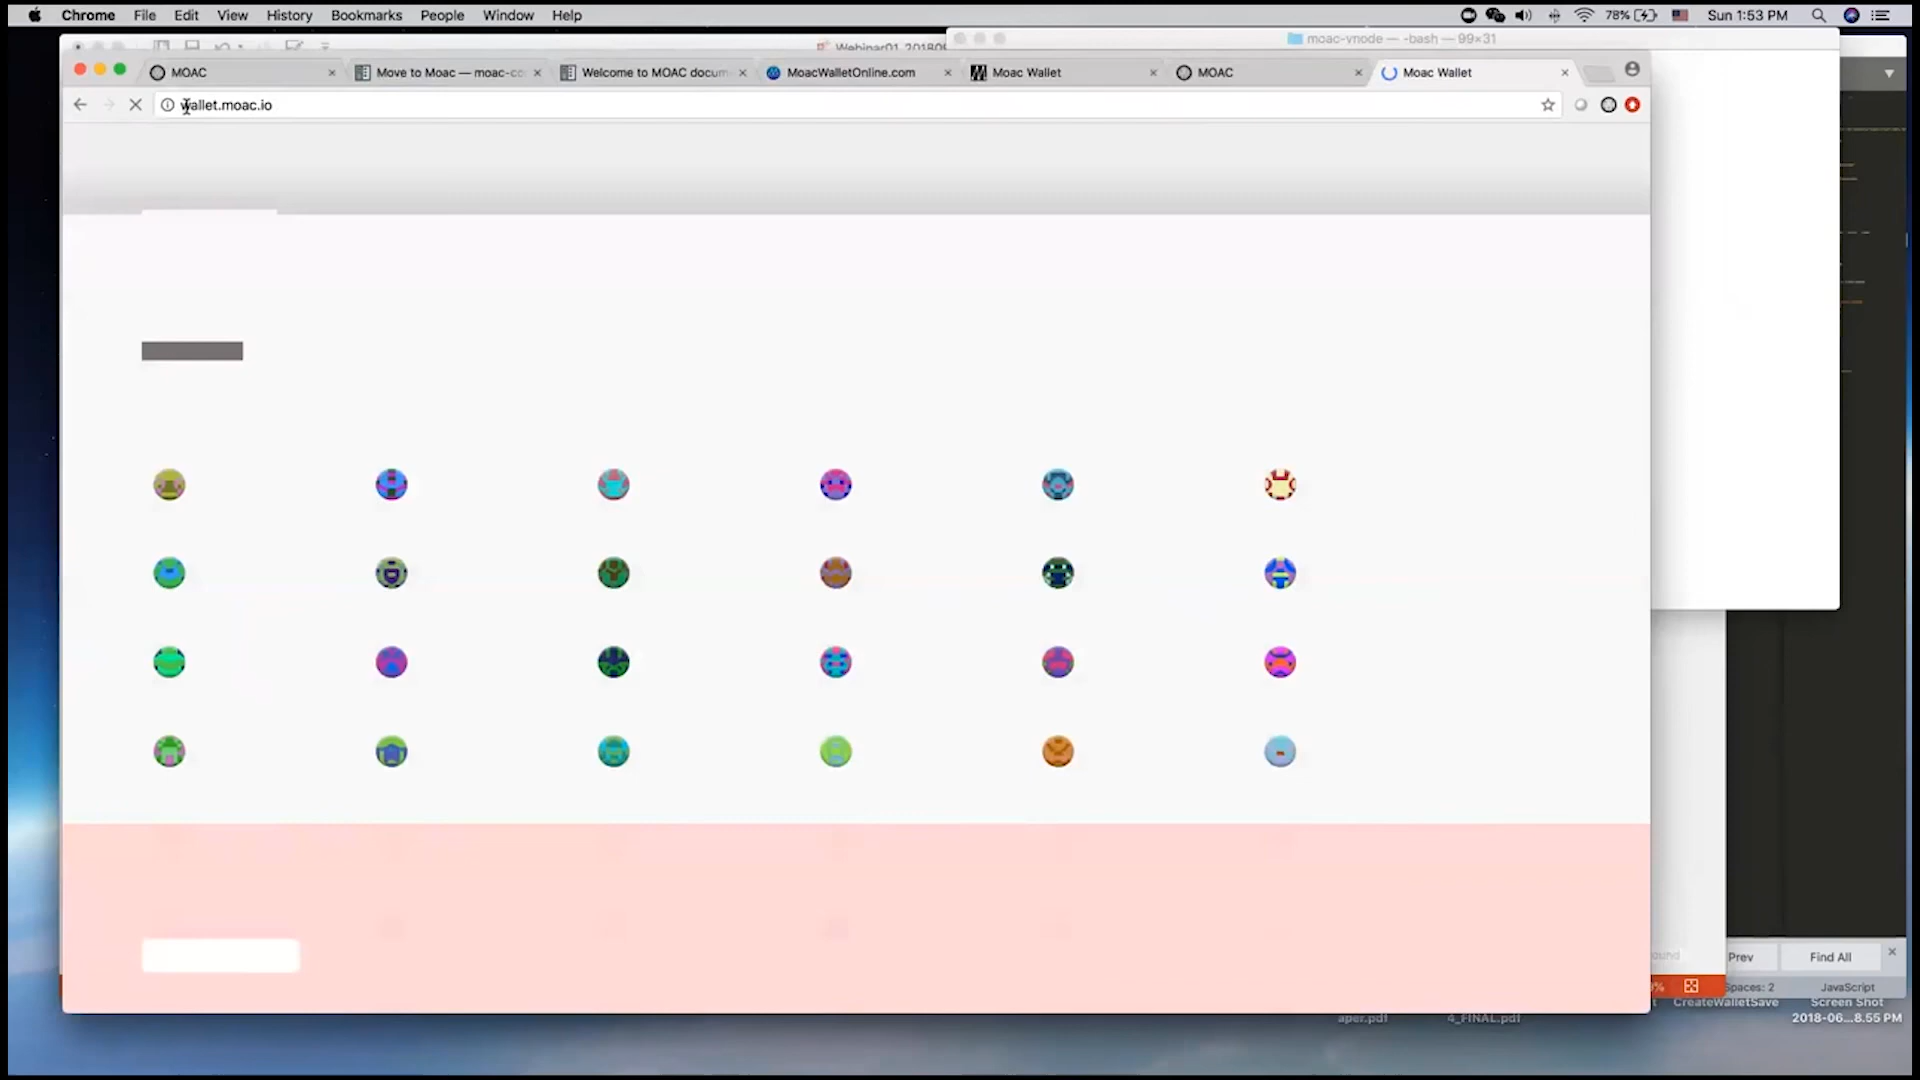 Chrome File Edit View History Bookmarks People Window Help 78% Sun 1:53 PM
Webinar01_201805
moac-vnode — -bash — 99×31
MOAC Move to Moac — moac-co Welcome to MOAC docum MoacWalletOnline.com Moac Wallet MOAC Moac Wallet
wallet.moac.io
Prev Find All
Spaces: 2 JavaScript
CreateWalletSave Screen Shot
aper.pdf 4_FINAL.pdf 2018-06...8.55 PM